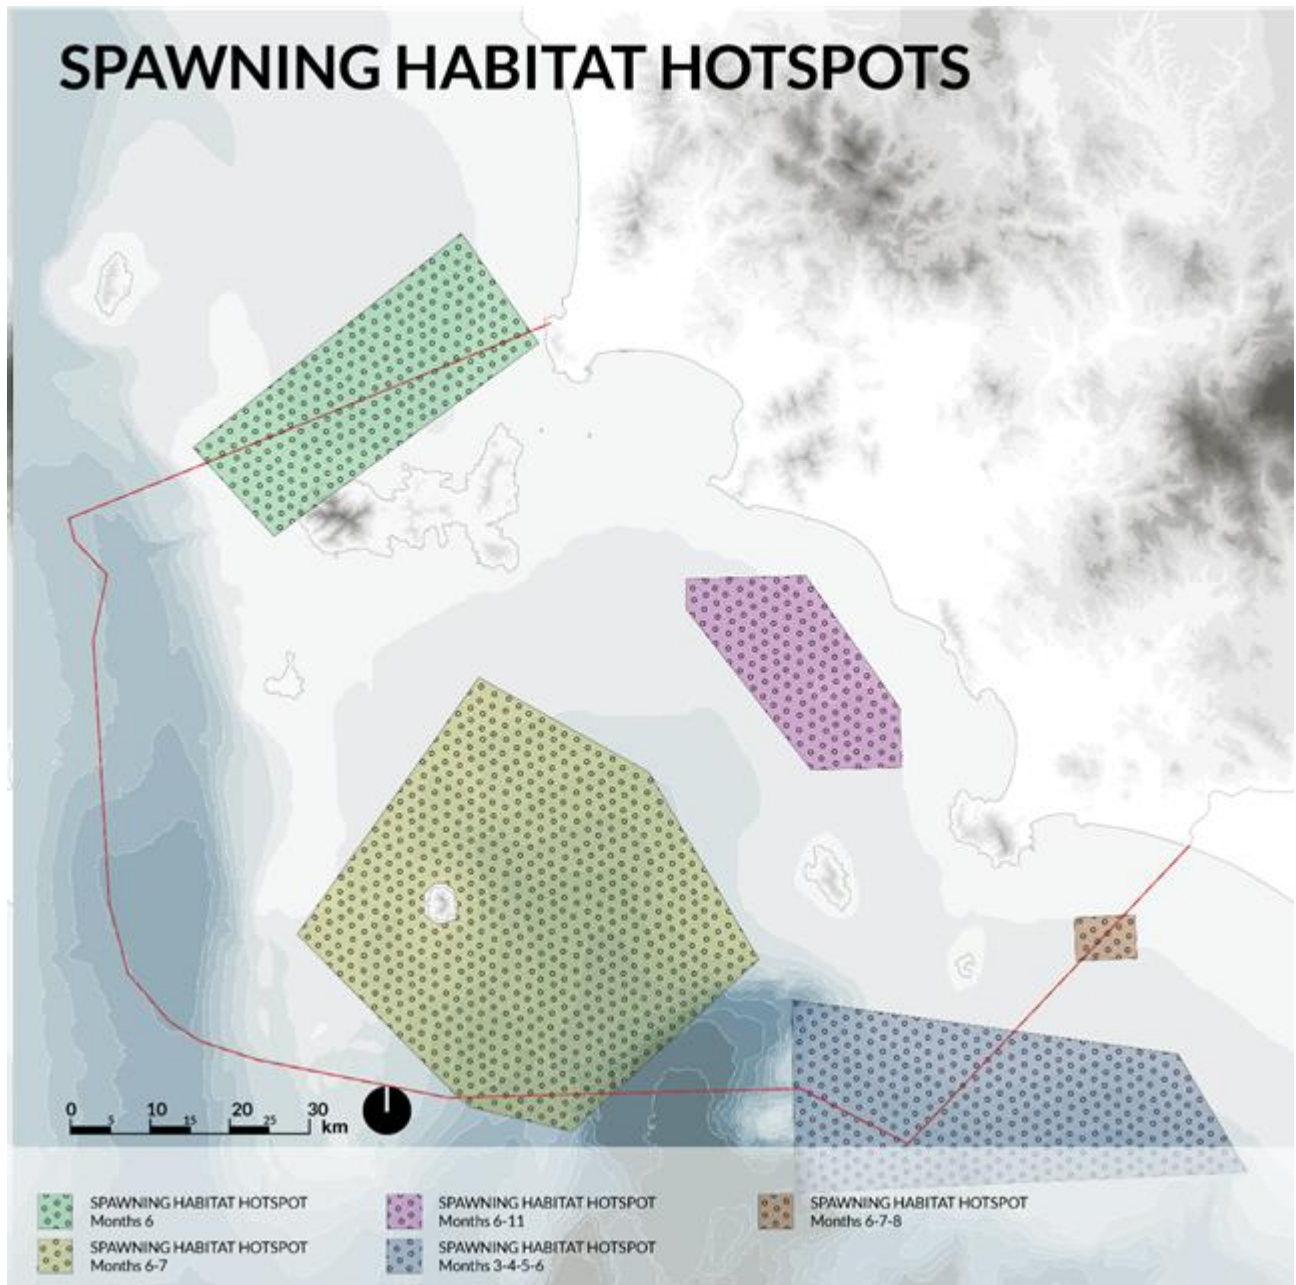 SPAWNING HABITAT HOTSPOTS
0 5 10 15 20 25 30 km
SPAWNING HABITAT HOTSPOT
Months 6
SPAWNING HABITAT HOTSPOT
Months 6-7
SPAWNING HABITAT HOTSPOT
Months 6-11
SPAWNING HABITAT HOTSPOT
Months 3-4-5-6
SPAWNING HABITAT HOTSPOT
Months 6-7-8